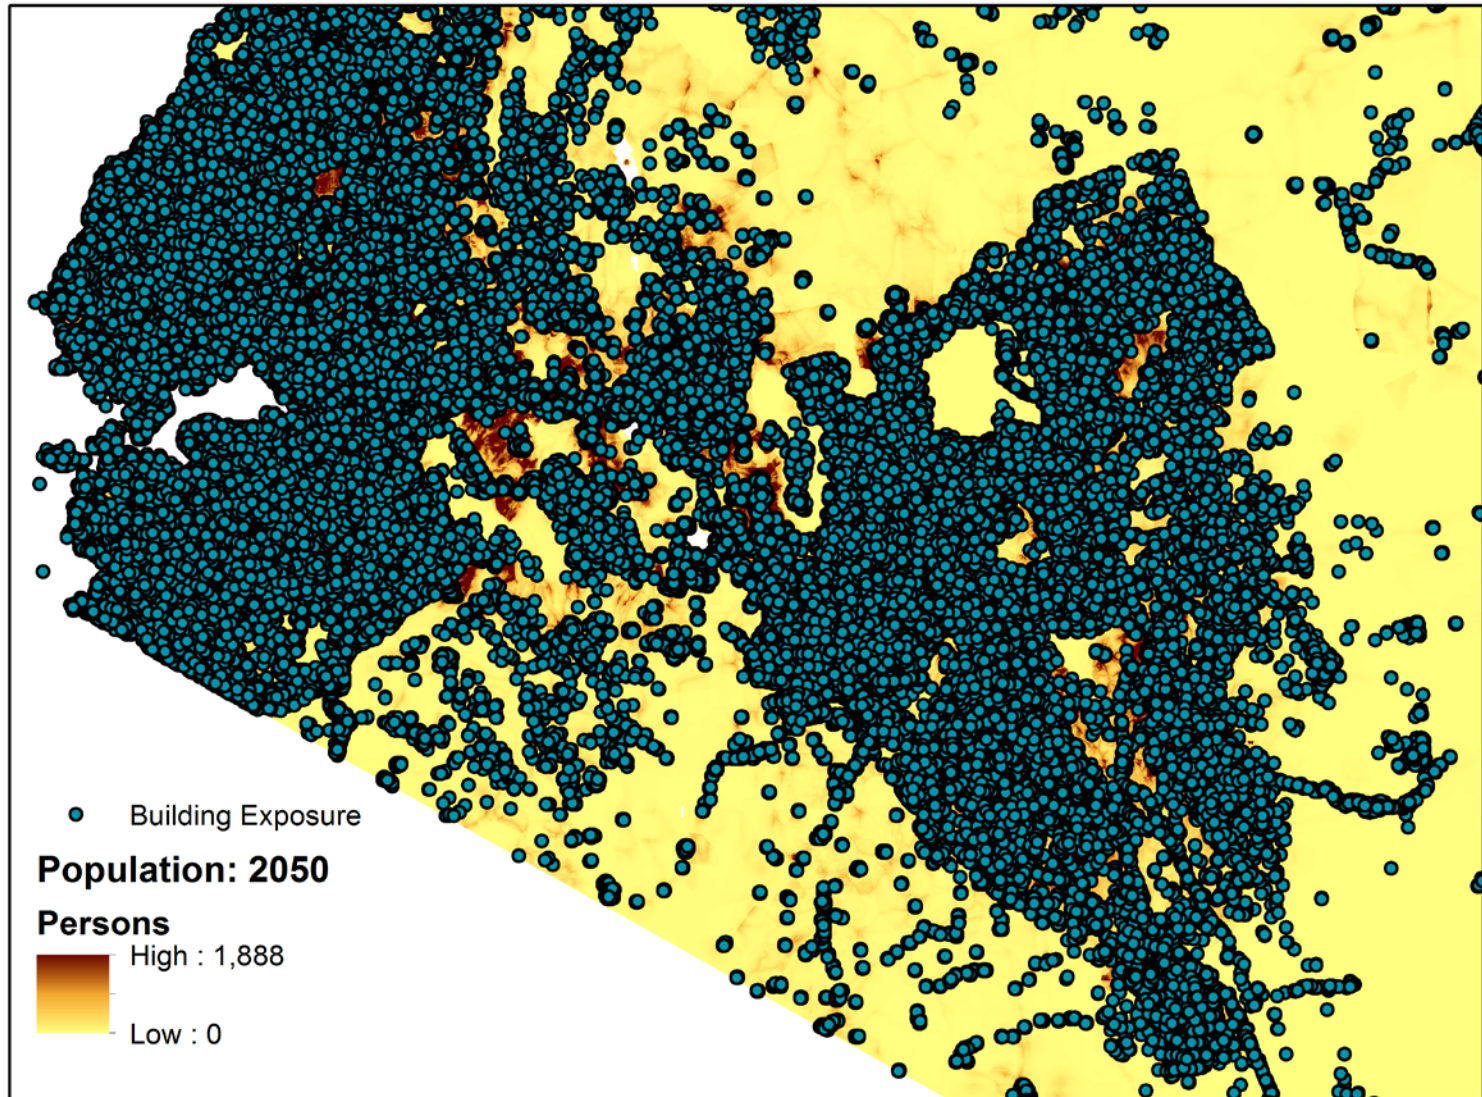 Building Exposure
Population: 2050
Persons
High : 1,888
Low : 0